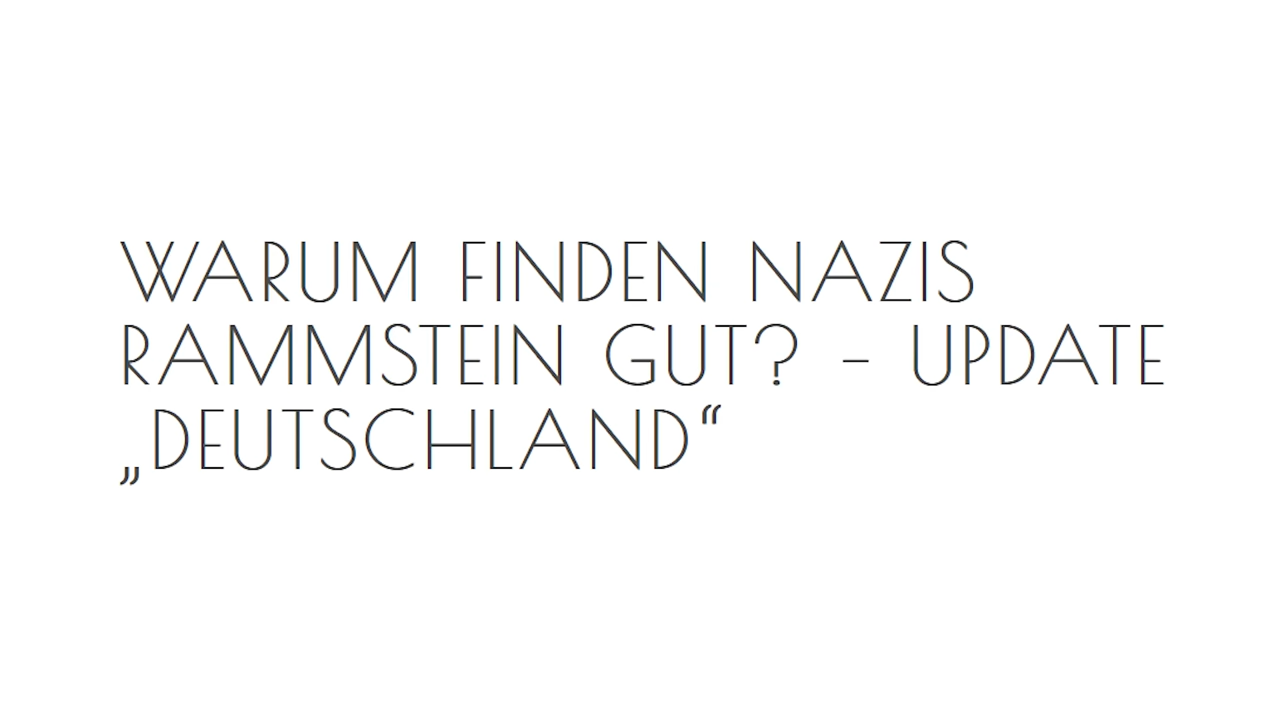 WARUM FINDEN NAZIS
RAMMSTEIN GUT? – UPDATE
„DEUTSCHLAND“